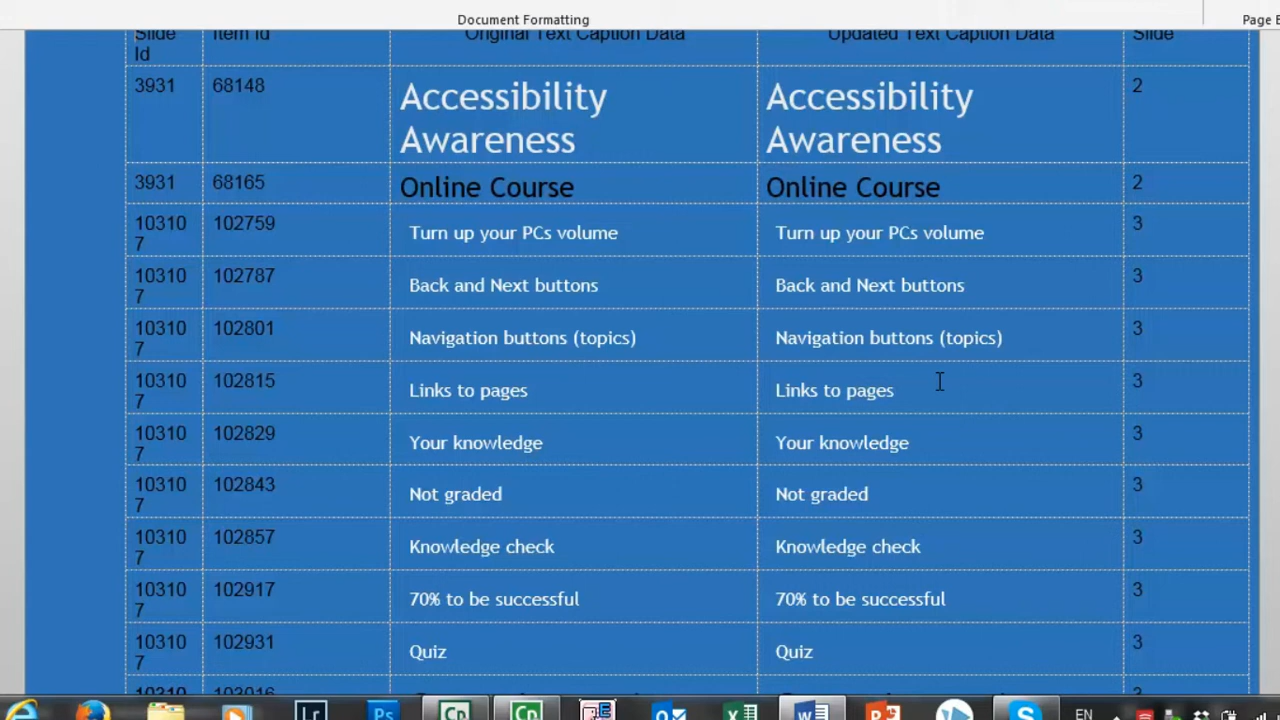 Document Formatting
Page
Slide Id Item Id Original Text Caption Data Updated Text Caption Data Slide
3931 68148 Accessibility Awareness Accessibility Awareness 2
3931 68165 Online Course Online Course 2
103107 102759 Turn up your PCs volume Turn up your PCs volume 3
103107 102787 Back and Next buttons Back and Next buttons 3
103107 102801 Navigation buttons (topics) Navigation buttons (topics) 3
103107 102815 Links to pages Links to pages 3
103107 102829 Your knowledge Your knowledge 3
103107 102843 Not graded Not graded 3
103107 102857 Knowledge check Knowledge check 3
103107 102917 70% to be successful 70% to be successful 3
103107 102931 Quiz Quiz 3
Lr Ps Cp Cp EN